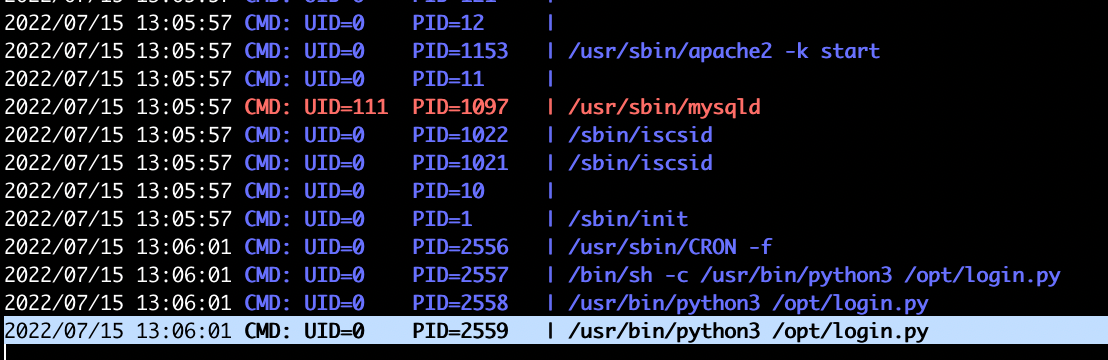 2022/07/15 13:05:57 CMD: UID=0 PID=12 |
2022/07/15 13:05:57 CMD: UID=0 PID=1153 | /usr/sbin/apache2 -k start
2022/07/15 13:05:57 CMD: UID=0 PID=11 |
2022/07/15 13:05:57 CMD: UID=111 PID=1097 | /usr/sbin/mysqld
2022/07/15 13:05:57 CMD: UID=0 PID=1022 | /sbin/iscsid
2022/07/15 13:05:57 CMD: UID=0 PID=1021 | /sbin/iscsid
2022/07/15 13:05:57 CMD: UID=0 PID=10 |
2022/07/15 13:05:57 CMD: UID=0 PID=1 | /sbin/init
2022/07/15 13:06:01 CMD: UID=0 PID=2556 | /usr/sbin/CRON -f
2022/07/15 13:06:01 CMD: UID=0 PID=2557 | /bin/sh -c /usr/bin/python3 /opt/login.py
2022/07/15 13:06:01 CMD: UID=0 PID=2558 | /usr/bin/python3 /opt/login.py
2022/07/15 13:06:01 CMD: UID=0 PID=2559 | /usr/bin/python3 /opt/login.py